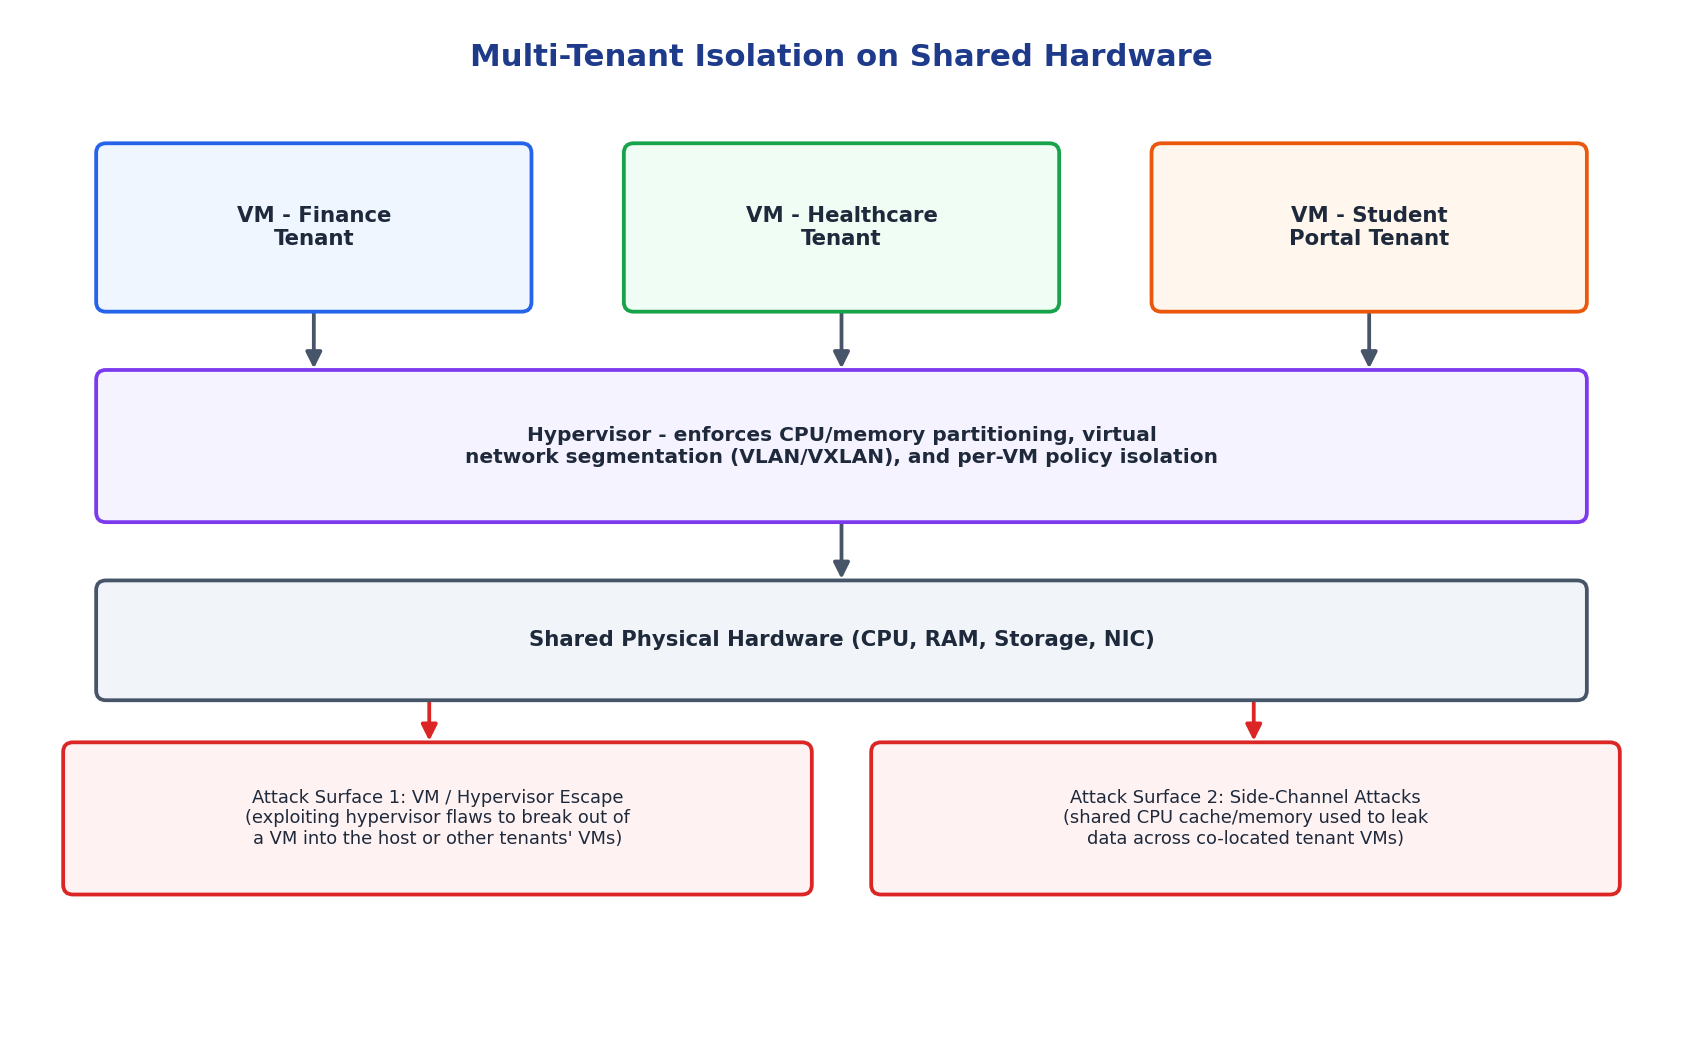 Multi-Tenant Isolation on Shared Hardware
VM - Finance
Tenant
VM - Healthcare
Tenant
VM - Student
Portal Tenant
Hypervisor - enforces CPU/memory partitioning, virtual
network segmentation (VLAN/VXLAN), and per-VM policy isolation
Shared Physical Hardware (CPU, RAM, Storage, NIC)
Attack Surface 1: VM / Hypervisor Escape
(exploiting hypervisor flaws to break out of
a VM into the host or other tenants' VMs)
Attack Surface 2: Side-Channel Attacks
(shared CPU cache/memory used to leak
data across co-located tenant VMs)